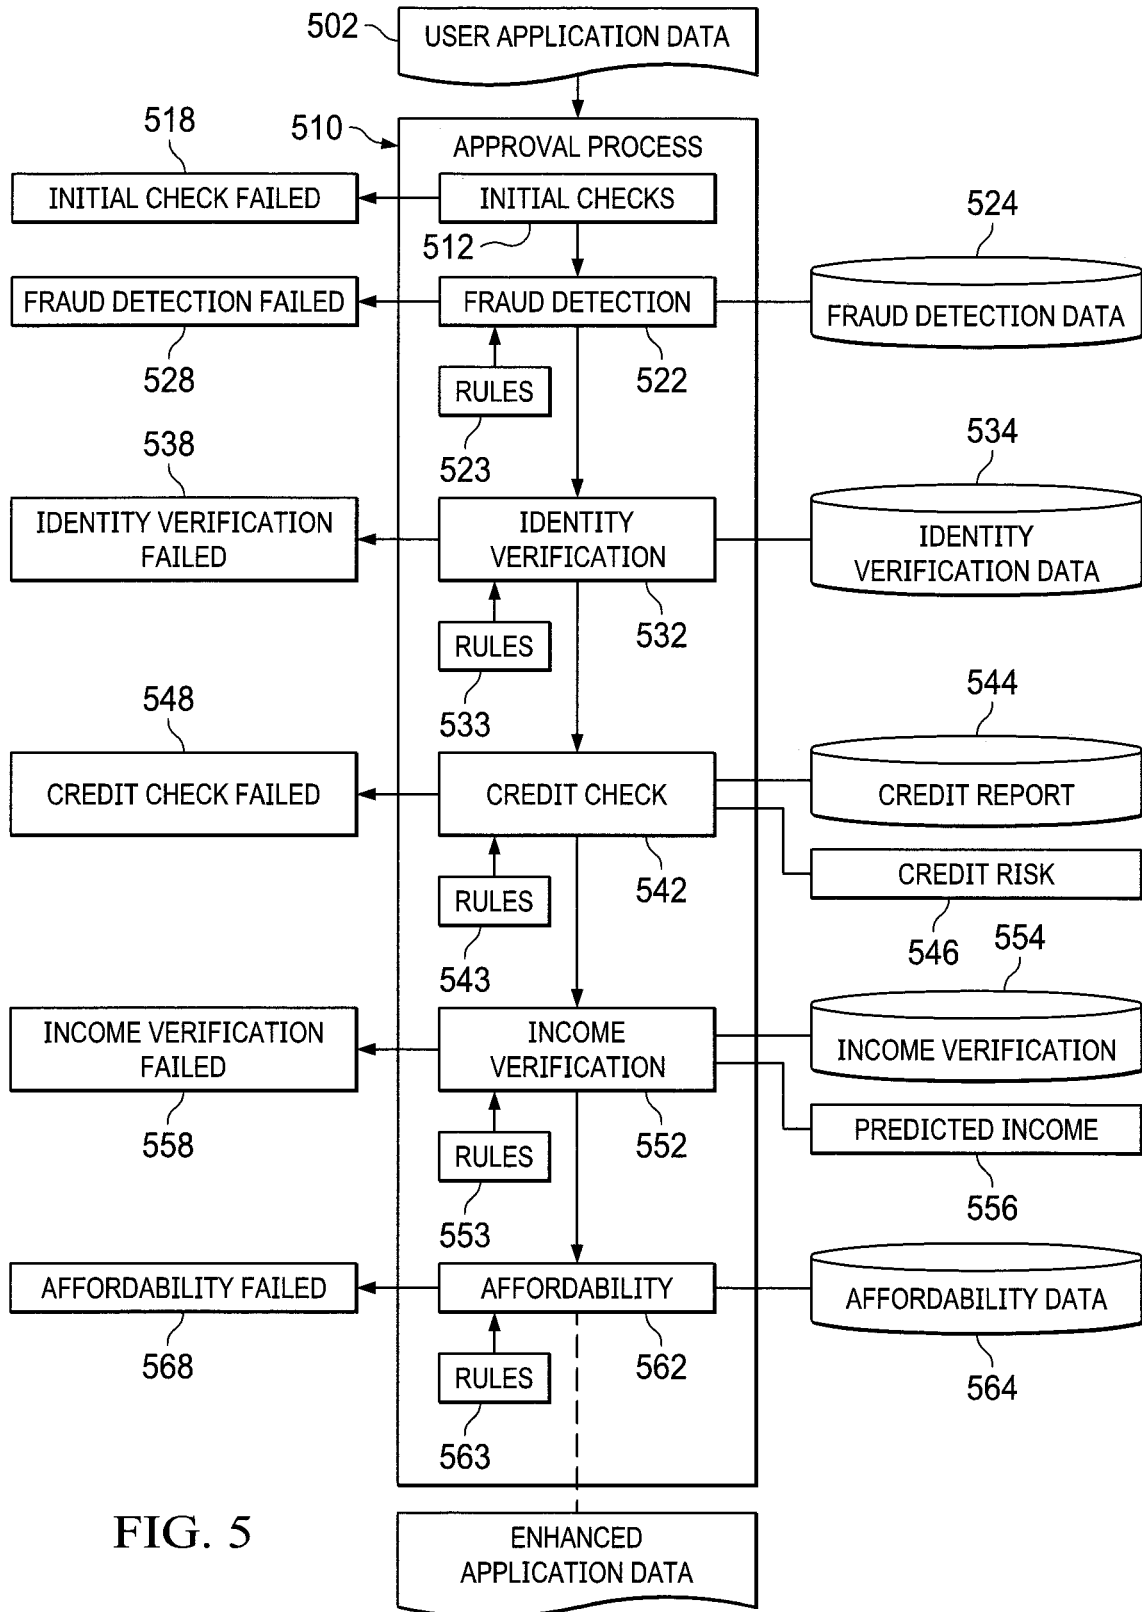 502
USER APPLICATION DATA
510
APPROVAL PROCESS
518
INITIAL CHECK FAILED
INITIAL CHECKS
512
524
FRAUD DETECTION FAILED
FRAUD DETECTION
FRAUD DETECTION DATA
528
RULES
522
523
538
534
IDENTITY VERIFICATION
FAILED
IDENTITY
VERIFICATION
IDENTITY
VERIFICATION DATA
RULES
532
533
548
544
CREDIT CHECK FAILED
CREDIT CHECK
CREDIT REPORT
RULES
542
CREDIT RISK
543
546
554
INCOME VERIFICATION
FAILED
INCOME
VERIFICATION
INCOME VERIFICATION
558
RULES
552
PREDICTED INCOME
553
556
AFFORDABILITY FAILED
AFFORDABILITY
AFFORDABILITY DATA
568
RULES
562
564
563
FIG. 5
ENHANCED
APPLICATION DATA